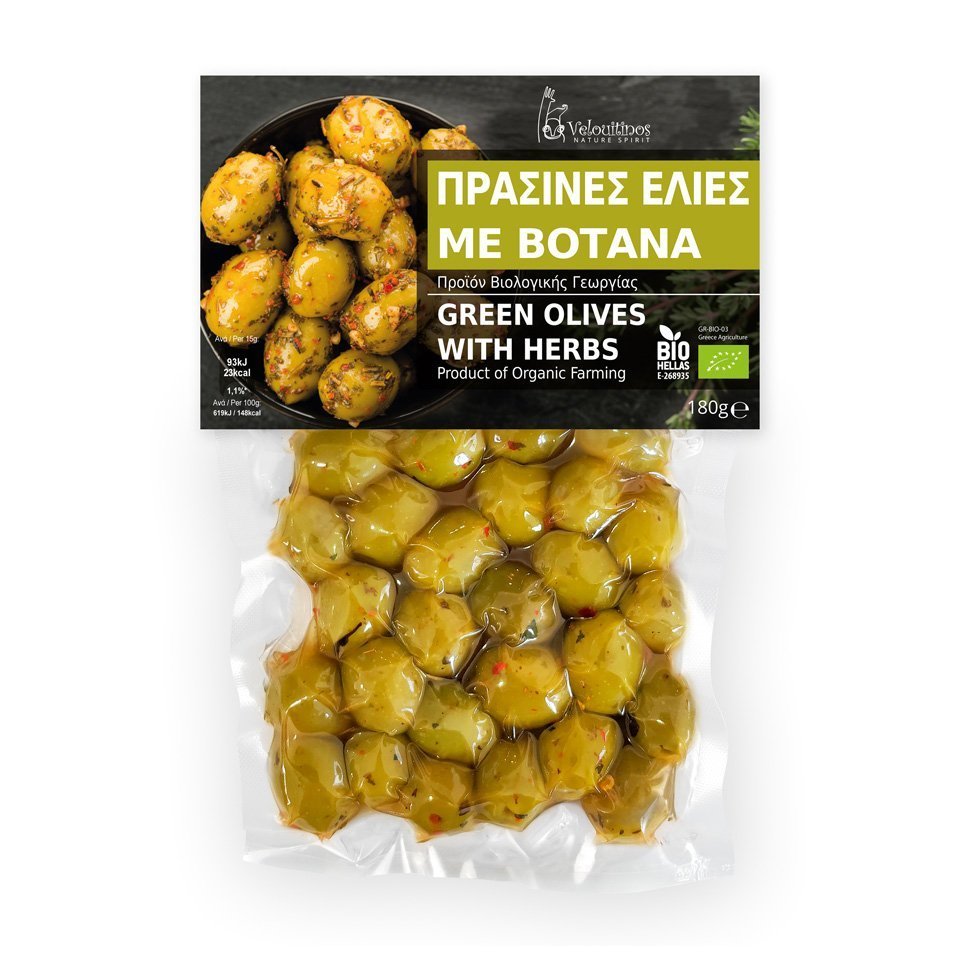 Velouitinos
NATURE SPIRIT
ΠΡΑΣΙΝΕΣ ΕΛΙΕΣ
ΜΕ ΒΟΤΑΝΑ
Προϊόν Βιολογικής Γεωργίας
GREEN OLIVES
WITH HERBS
Product of Organic Farming
Ανά / Per 15g:
93kJ
23kcal
1,1%*
Ανά / Per 100g:
619kJ / 148kcal
BIO
HELLAS
E-268935
GR-BIO-03
Greece Agriculture
180g℮